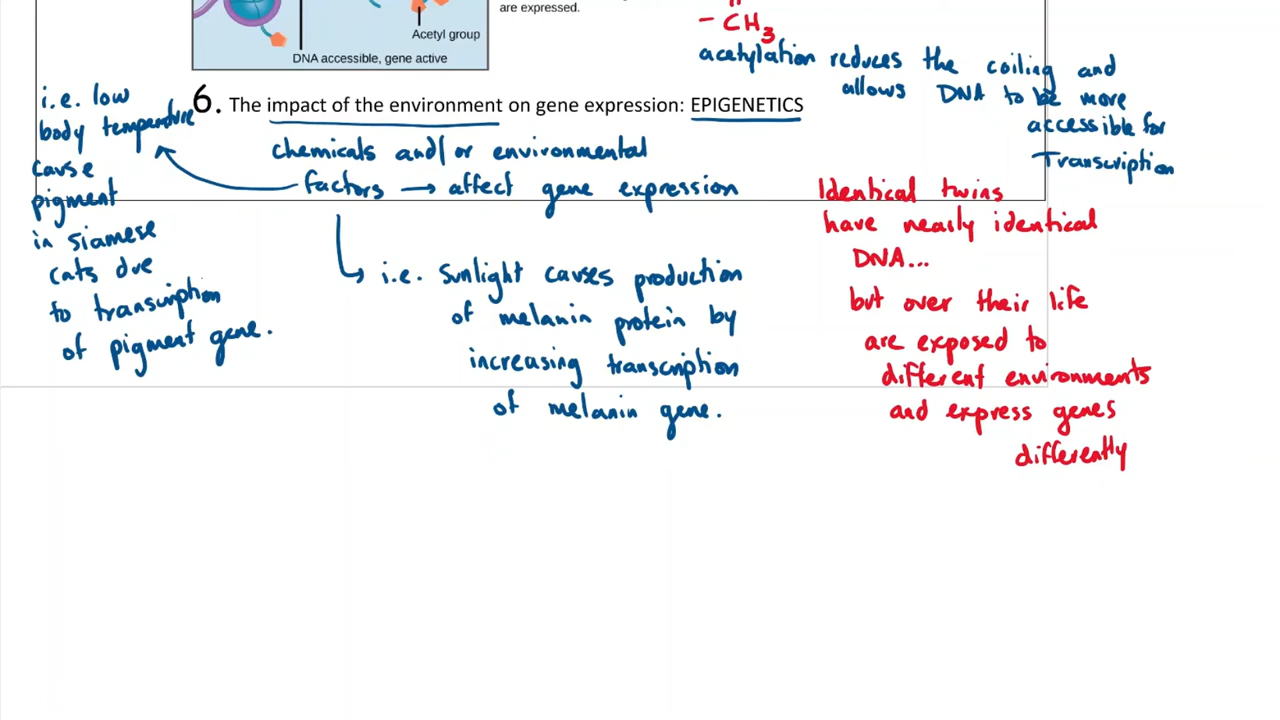 are expressed.
Acetyl group
DNA accessible, gene active
- CH3
acetylation reduces the coiling and
allows DNA to be more
accessible for
Transcription
6. The impact of the environment on gene expression: EPIGENETICS
i.e. low
body temperature
cause
pigment
in siamese
cats due
to transcription
of pigment gene.
chemicals and/or environmental
factors → affect gene expression
i.e. Sunlight causes production
of melanin protein by
increasing transcription
of melanin gene.
Identical twins
have nearly identical
DNA...
but over their life
are exposed to
different environments
and express genes
differently